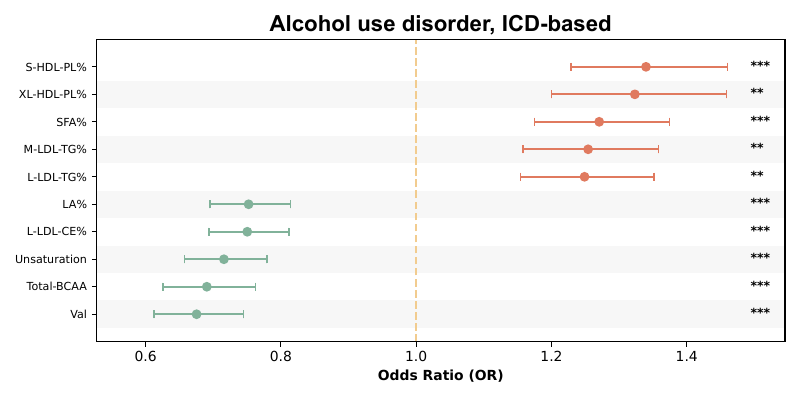 Alcohol use disorder, ICD-based
S-HDL-PL% ***
XL-HDL-PL% **
SFA% ***
M-LDL-TG% **
L-LDL-TG% **
LA% ***
L-LDL-CE% ***
Unsaturation ***
Total-BCAA ***
Val ***
0.6 0.8 1.0 1.2 1.4
Odds Ratio (OR)